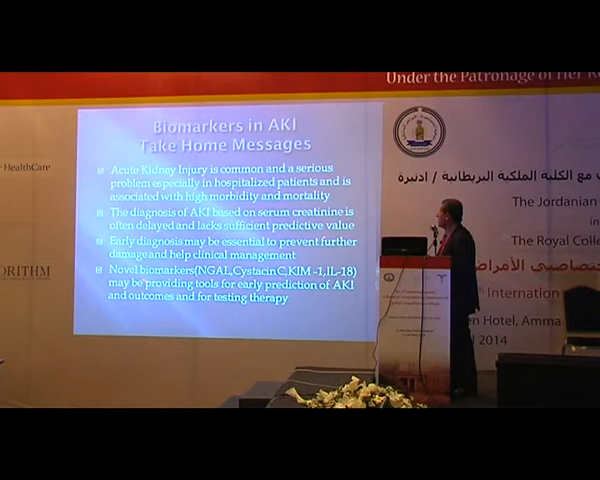 Under the Patronage of Her
Biomarkers in AKI
Take Home Messages
Acute Kidney Injury is common and a serious
problem especially in hospitalized patients and is
associated with high morbidity and mortality
The diagnosis of AKI based on serum creatinine is
often delayed and lacks sufficient predictive value
Early diagnosis may be essential to prevent further
damage and help clinical management
Novel biomarkers(NGAL,Cystacin C,KIM -1,IL-18)
may be providing tools for early prediction of AKI
and outcomes and for testing therapy
HealthCare
ORITHM
مع الكلية الملكية البريطانية / ادنبرة
The Jordanian
in
The Royal Colle
International
en Hotel, Amma
2014